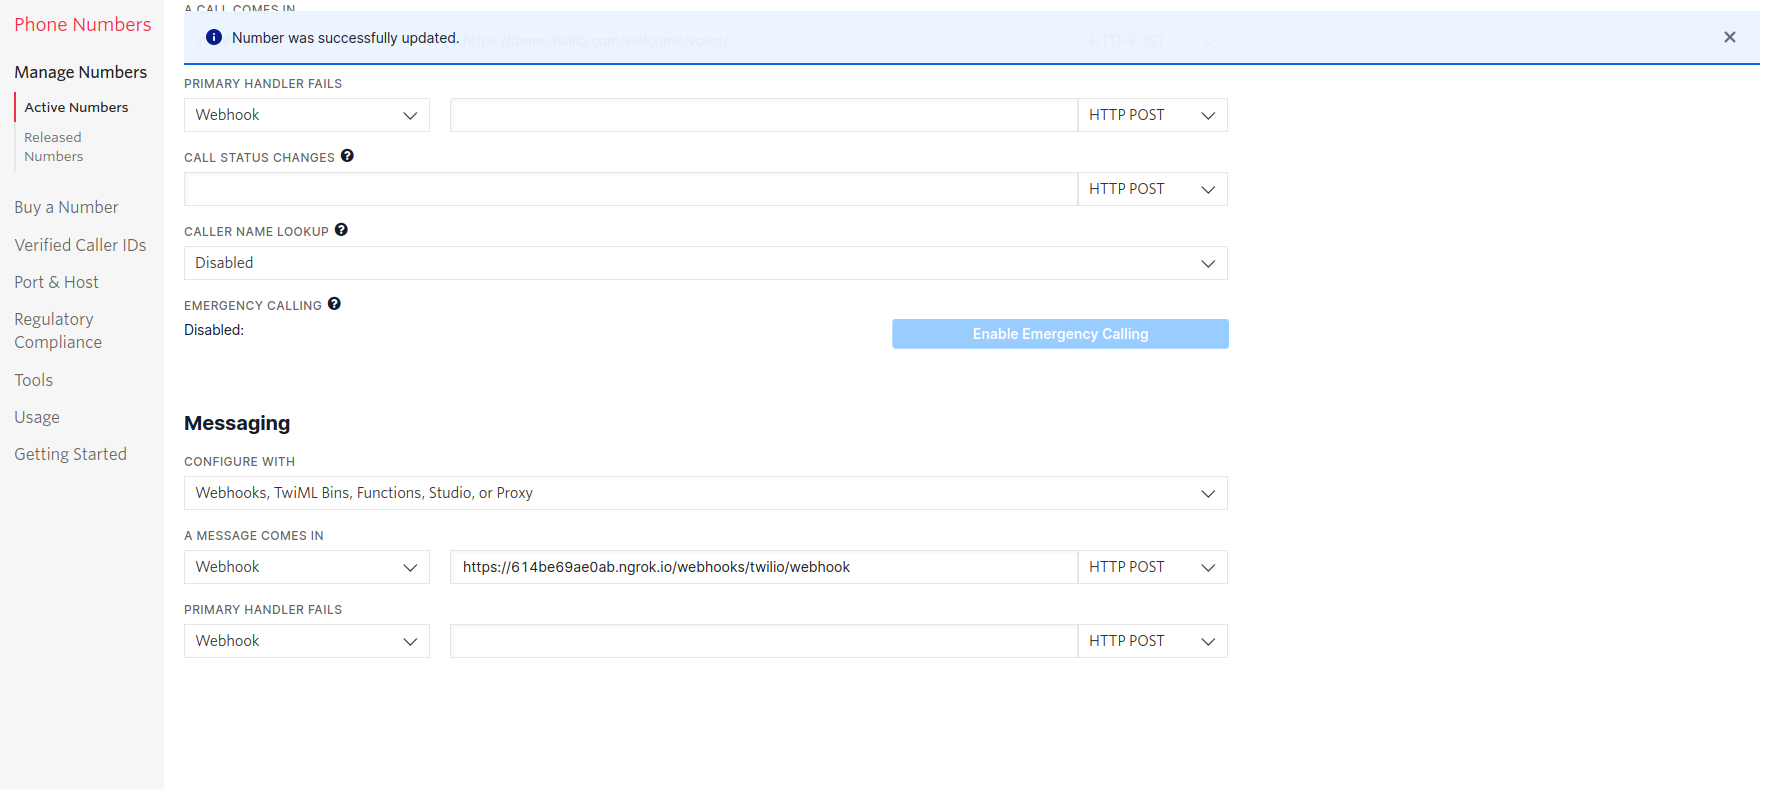 Phone Numbers
Manage Numbers
Active Numbers
Released
Numbers
Buy a Number
Verified Caller IDs
Port & Host
Regulatory
Compliance
Tools
Usage
Getting Started
A CALL COMES IN
Number was successfully updated.
https://demo.twilio.com/welcome/voice/ HTTP POST
PRIMARY HANDLER FAILS
Webhook HTTP POST
CALL STATUS CHANGES ?
HTTP POST
CALLER NAME LOOKUP ?
Disabled
EMERGENCY CALLING ?
Disabled: Enable Emergency Calling
Messaging
CONFIGURE WITH
Webhooks, TwiML Bins, Functions, Studio, or Proxy
A MESSAGE COMES IN
Webhook https://614be69ae0ab.ngrok.io/webhooks/twilio/webhook HTTP POST
PRIMARY HANDLER FAILS
Webhook HTTP POST